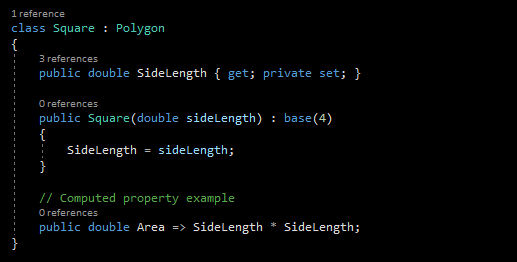 1 reference
class Square : Polygon
{
3 references
public double SideLength { get; private set; }
0 references
public Square(double sideLength) : base(4)
{
SideLength = sideLength;
}
// Computed property example
0 references
public double Area => SideLength * SideLength;
}